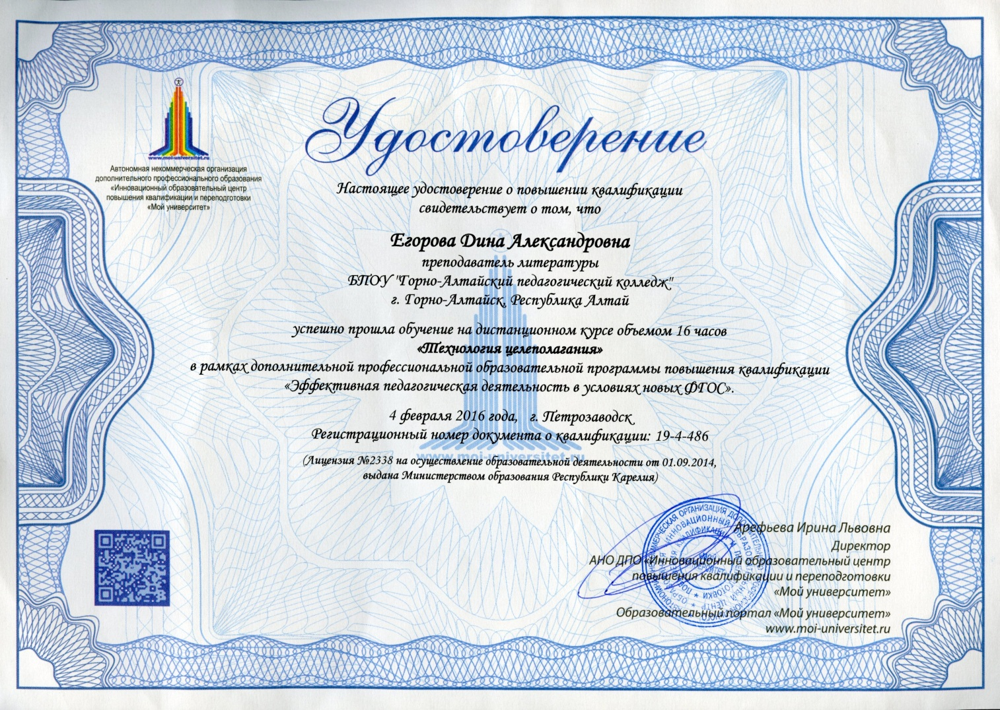 www.moi-universitet.ru
Автономная некоммерческая организация
дополнительного профессионального образования
«Инновационный образовательный центр
повышения квалификации и переподготовки
«Мой университет»
Удостоверение
Настоящее удостоверение о повышении квалификации
свидетельствует о том, что
Егорова Дина Александровна
преподаватель литературы
БПОУ "Горно-Алтайский педагогический колледж"
г. Горно-Алтайск, Республика Алтай
успешно прошла обучение на дистанционном курсе объемом 16 часов
«Технология целеполагания»
в рамках дополнительной профессиональной образовательной программы повышения квалификации
«Эффективная педагогическая деятельность в условиях новых ФГОС».
4 февраля 2016 года, г. Петрозаводск
Регистрационный номер документа о квалификации: 19-4-486
www.moi-universitet.ru
(Лицензия №2338 на осуществление образовательной деятельности от 01.09.2014,
выдана Министерством образования Республики Карелия)
Арефьева Ирина Львовна
Директор
АНО ДПО «Инновационный образовательный центр
повышения квалификации и переподготовки
«Мой университет»
Образовательный портал «Мой университет»
www.moi-universitet.ru